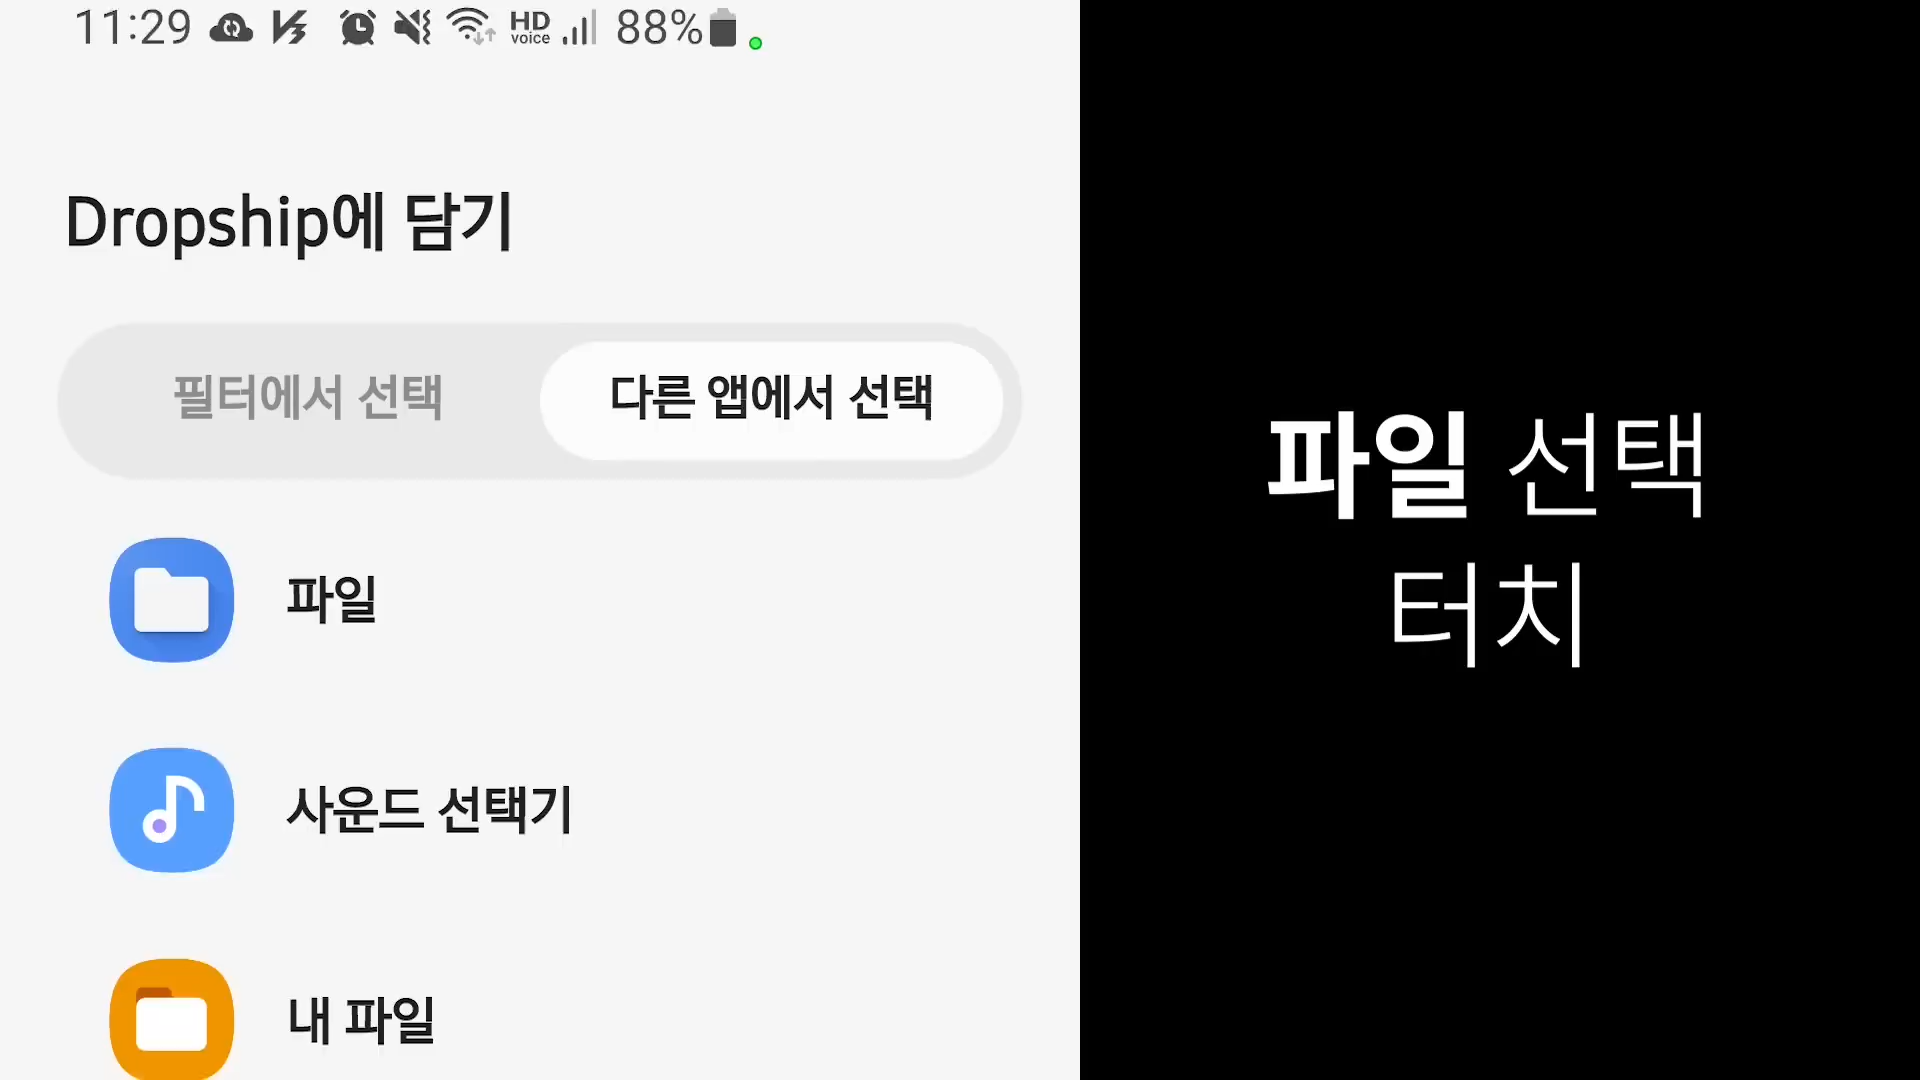 11:29 HD voice 88%
Dropship에 담기
필터에서 선택 다른 앱에서 선택
파일
사운드 선택기
내 파일
파일 선택
터치